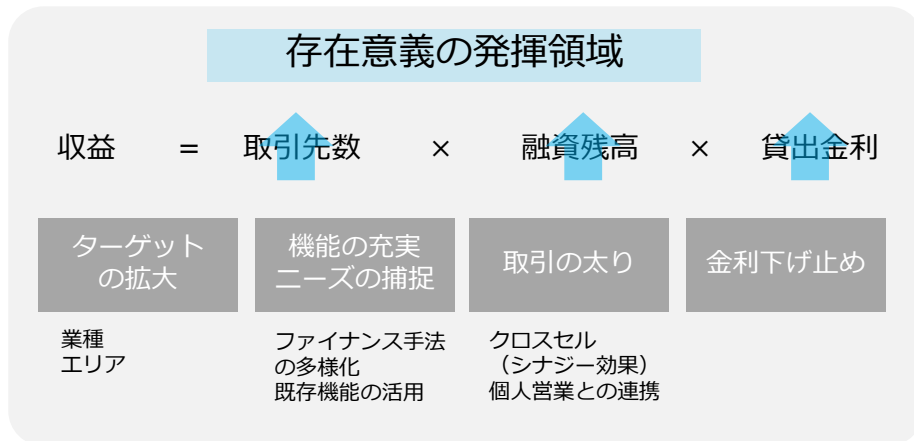 存在意義の発揮領域
収益 = 取引先数 × 融資残高 × 貸出金利
ターゲット
の拡大
機能の充実
ニーズの捕捉
取引の太り
金利下げ止め
業種
エリア
ファイナンス手法
の多様化
既存機能の活用
クロスセル
（シナジー効果）
個人営業との連携